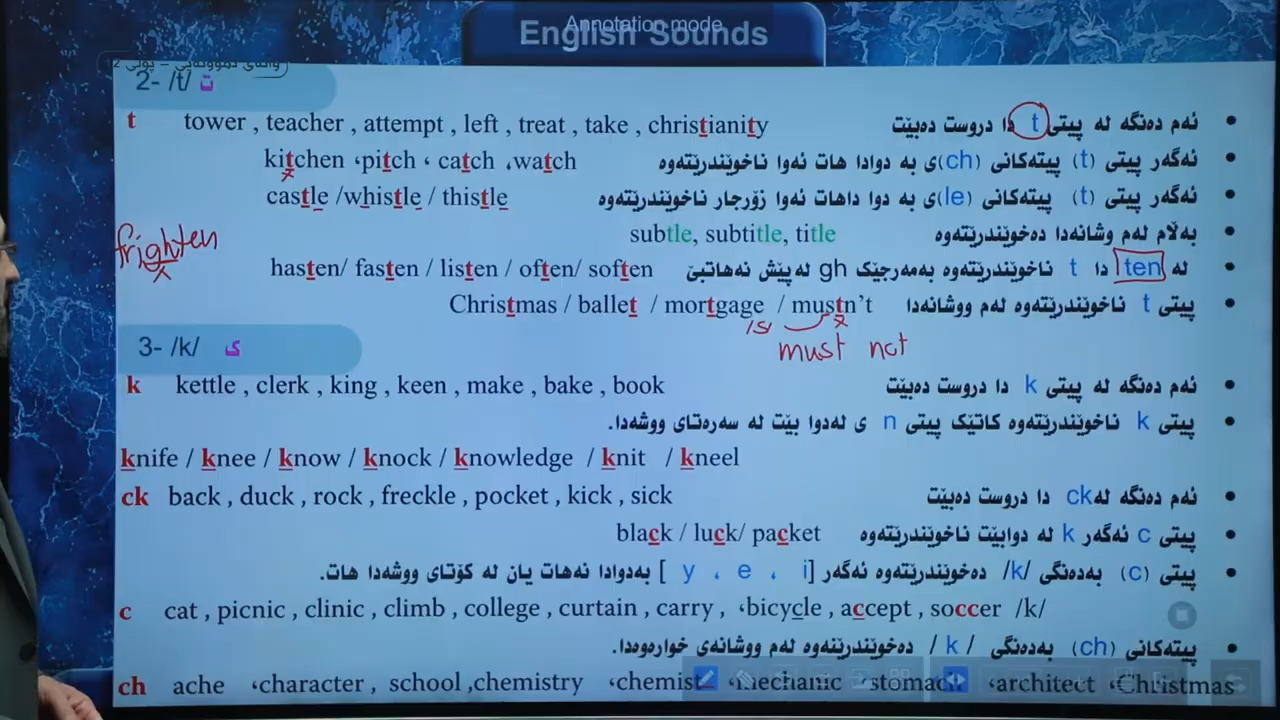 Annotation mode
English Sounds
2- /t/ ت
t tower , teacher , attempt , left , treat , take , christianity ئەم دەنگە لە پیتی t دا دروست دەبێت
kitchen ،pitch ، catch ،watch ئەگەر پیتی (t) پیتەکانی (ch)ی بە دوادا هات ئەوا ناخوێندرێتەوە
castle /whistle / thistle ئەگەر پیتی (t) پیتەکانی (le)ی بە دوا داهات ئەوا زۆرجار ناخوێندرێتەوە
frighten
subtle, subtitle, title بەڵام لەم وشانەدا دەخوێندرێتەوە
hasten/ fasten / listen / often/ soften لە ten دا t ناخوێندرێتەوە بەمەرجێک gh لەپێش نەهاتبێ
Christmas / ballet / mortgage / mustn't پیتی t ناخوێندرێتەوە لەم ووشانەدا
/s/ x
must not
3- /k/ ک
k kettle , clerk , king , keen , make , bake , book ئەم دەنگە لە پیتی k دا دروست دەبێت
پیتی k ناخوێندرێتەوە کاتێک پیتی n ی لەدوا بێت لە سەرەتای ووشەدا.
knife / knee / know / knock / knowledge / knit / kneel
ck back , duck , rock , freckle , pocket , kick , sick ئەم دەنگە لەck دا دروست دەبێت
black / luck/ packet پیتی c ئەگەر k لە دوابێت ناخوێندرێتەوە
پیتی (c) بەدەنگی /k/ دەخوێندرێتەوە ئەگەر [i ، e ، y ] بەدوادا نەهات یان لە کۆتای ووشەدا هات.
c cat , picnic , clinic , climb , college , curtain , carry , ،bicycle , accept , soccer /k/
پیتەکانی (ch) بەدەنگی / k / دەخوێندرێنەوە لەم ووشانەی خوارەوەدا.
ch ache ،character , school ,chemistry ،chemist ،mechanic ،stomach ،architect ،Christmas